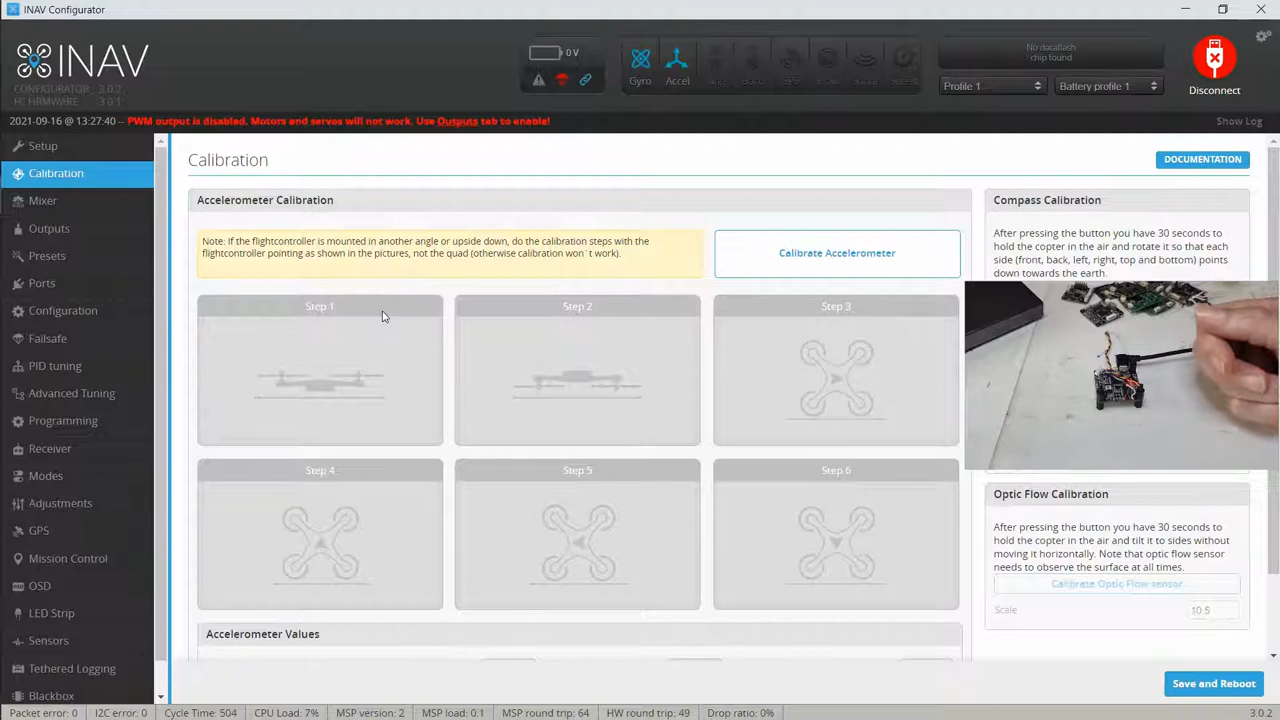 INAV Configurator
INAV
CONFIGURATOR 3.0.2
FC FIRMWARE 3.0.1
0 V
Gyro
Accel
No dataflash
chip found
Profile 1
Battery profile 1
Disconnect
2021-09-16 @ 13:27:40 -- PWM output is disabled. Motors and servos will not work. Use Outputs tab to enable!
Show Log
Setup
Calibration
Mixer
Outputs
Presets
Ports
Configuration
Failsafe
PID tuning
Advanced Tuning
Programming
Receiver
Modes
Adjustments
GPS
Mission Control
OSD
LED Strip
Sensors
Tethered Logging
Blackbox
Calibration
DOCUMENTATION
Accelerometer Calibration
Note: If the flightcontroller is mounted in another angle or upside down, do the calibration steps with the
flightcontroller pointing as shown in the pictures, not the quad (otherwise calibration won`t work).
Calibrate Accelerometer
Step 1
Step 2
Step 3
Step 4
Step 5
Step 6
Accelerometer Values
Compass Calibration
After pressing the button you have 30 seconds to
hold the copter in the air and rotate it so that each
side (front, back, left, right, top and bottom) points
down towards the earth.
Optic Flow Calibration
After pressing the button you have 30 seconds to
hold the copter in the air and tilt it to sides without
moving it horizontally. Note that optic flow sensor
needs to observe the surface at all times.
Calibrate Optic Flow sensor
Scale
10.5
Save and Reboot
Packet error: 0
I2C error: 0
Cycle Time: 504
CPU Load: 7%
MSP version: 2
MSP load: 0.1
MSP round trip: 64
HW round trip: 49
Drop ratio: 0%
3.0.2